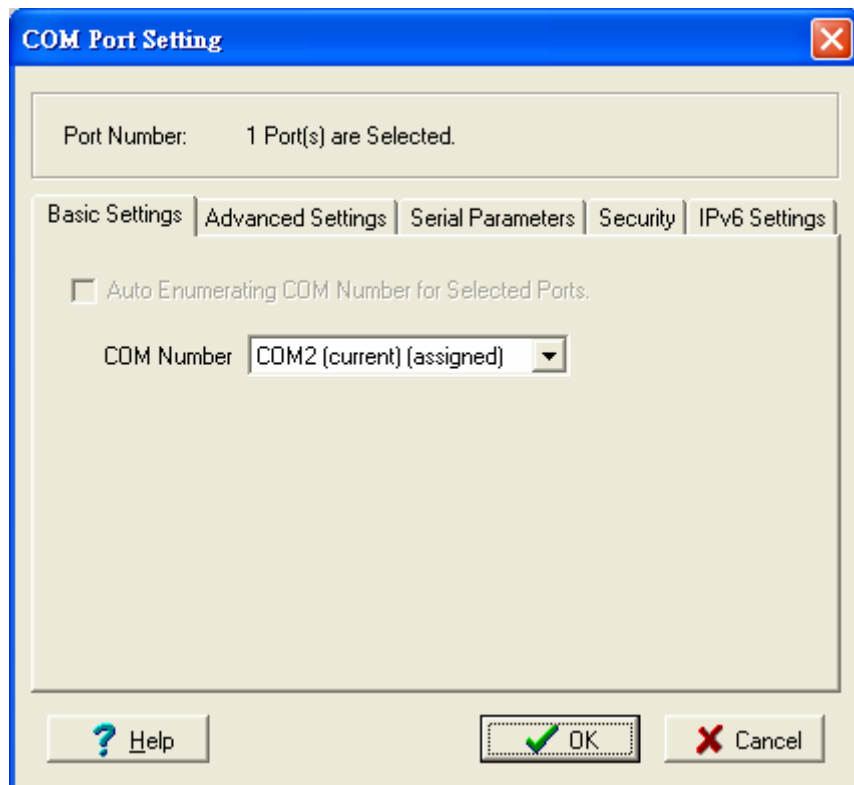 COM Port Setting
Port Number: 1 Port(s) are Selected.
Basic Settings Advanced Settings Serial Parameters Security IPv6 Settings
Auto Enumerating COM Number for Selected Ports.
COM Number COM2 (current) (assigned)
Help OK Cancel